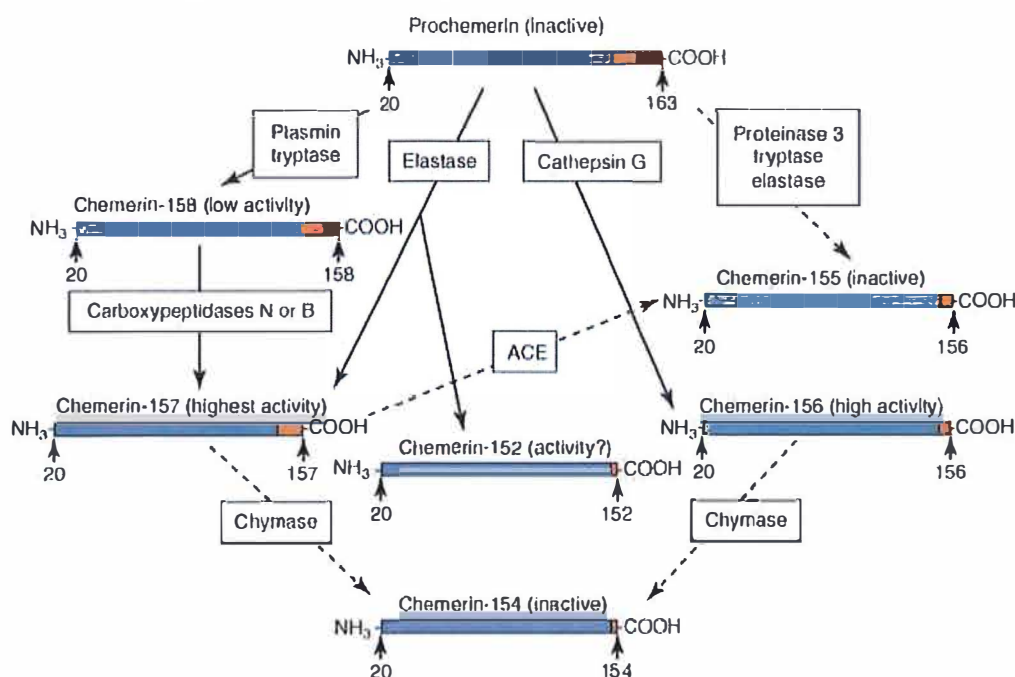 Prochemerin (inactive)
NH3 COOH
20 163
Plasmin
tryptase
Elastase
Cathepsin G
Proteinase 3
tryptase
elastase
Chemerin-158 (low activity)
NH3 COOH
20 158
Carboxypeptidases N or B
Chemerin-155 (inactive)
NH3 COOH
20 156
ACE
Chemerin-157 (highest activity)
NH3 COOH
20 157
Chemerin-152 (activity?)
NH3 COOH
20 152
Chemerin-156 (high activity)
NH3 COOH
20 156
Chymase
Chymase
Chemerin-154 (inactive)
NH3 COOH
20 154